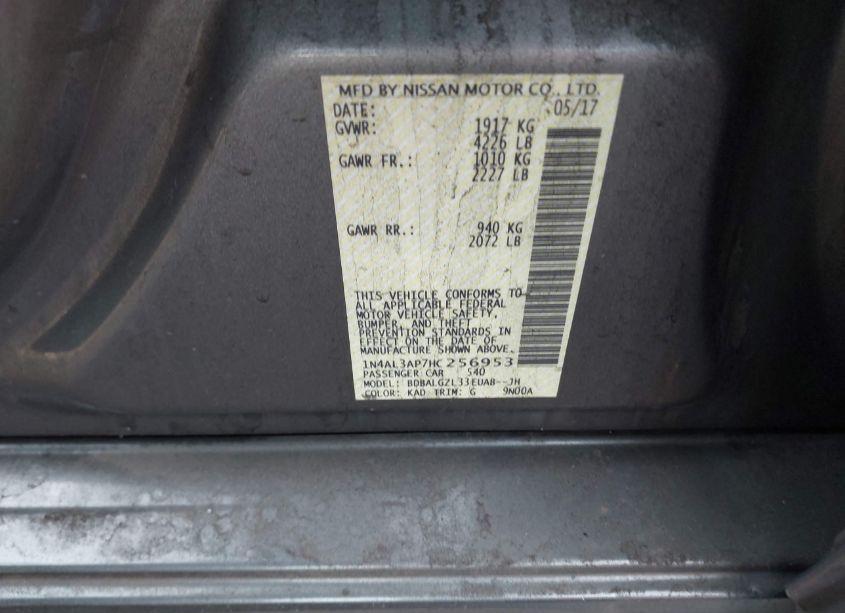 MFD BY NISSAN MOTOR CO., LTD.
DATE: 05/17
GVWR: 1917 KG
4226 LB
GAWR FR.: 1010 KG
2227 LB
GAWR RR.: 940 KG
2072 LB
THIS VEHICLE CONFORMS TO
ALL APPLICABLE FEDERAL
MOTOR VEHICLE SAFETY,
BUMPER, AND THEFT
PREVENTION STANDARDS IN
EFFECT ON THE DATE OF
MANUFACTURE SHOWN ABOVE.
1N4AL3AP7HC256953
PASSENGER CAR S40
MODEL: BDBALGZL33EUAB--JH
COLOR: KAD TRIM: G 9N00A